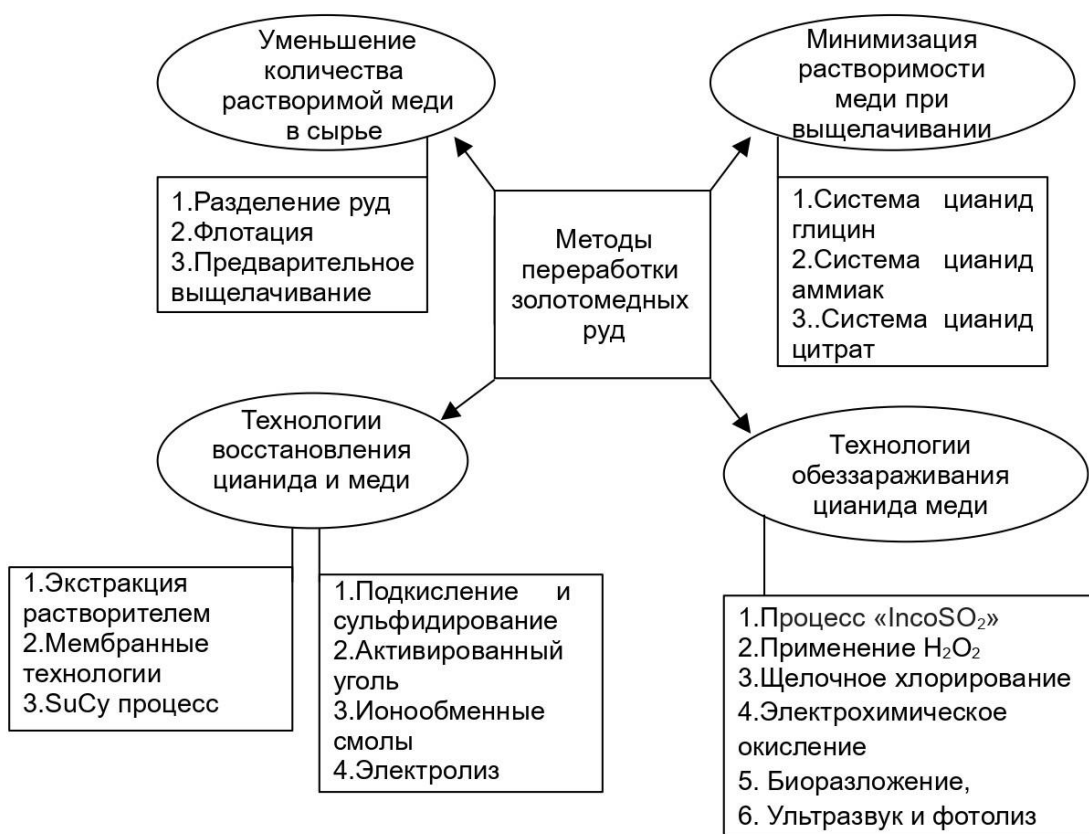 Уменьшение
количества
растворимой меди
в сырье
Минимизация
растворимости
меди при
выщелачивании
1.Разделение руд
2.Флотация
3.Предварительное
выщелачивание
Методы
переработки
золотомедных
руд
1.Система цианид
глицин
2.Система цианид
аммиак
3..Система цианид
цитрат
Технологии
восстановления
цианида и меди
Технологии
обеззараживания
цианида меди
1.Экстракция
растворителем
2.Мембранные
технологии
3.SuCy процесс
1.Подкисление и
сульфидирование
2.Активированный
уголь
3.Ионообменные
смолы
4.Электролиз
1.Процесс «IncoSO₂»
2.Применение H₂O₂
3.Щелочное хлорирование
4.Электрохимическое
окисление
5. Биоразложение,
6. Ультразвук и фотолиз